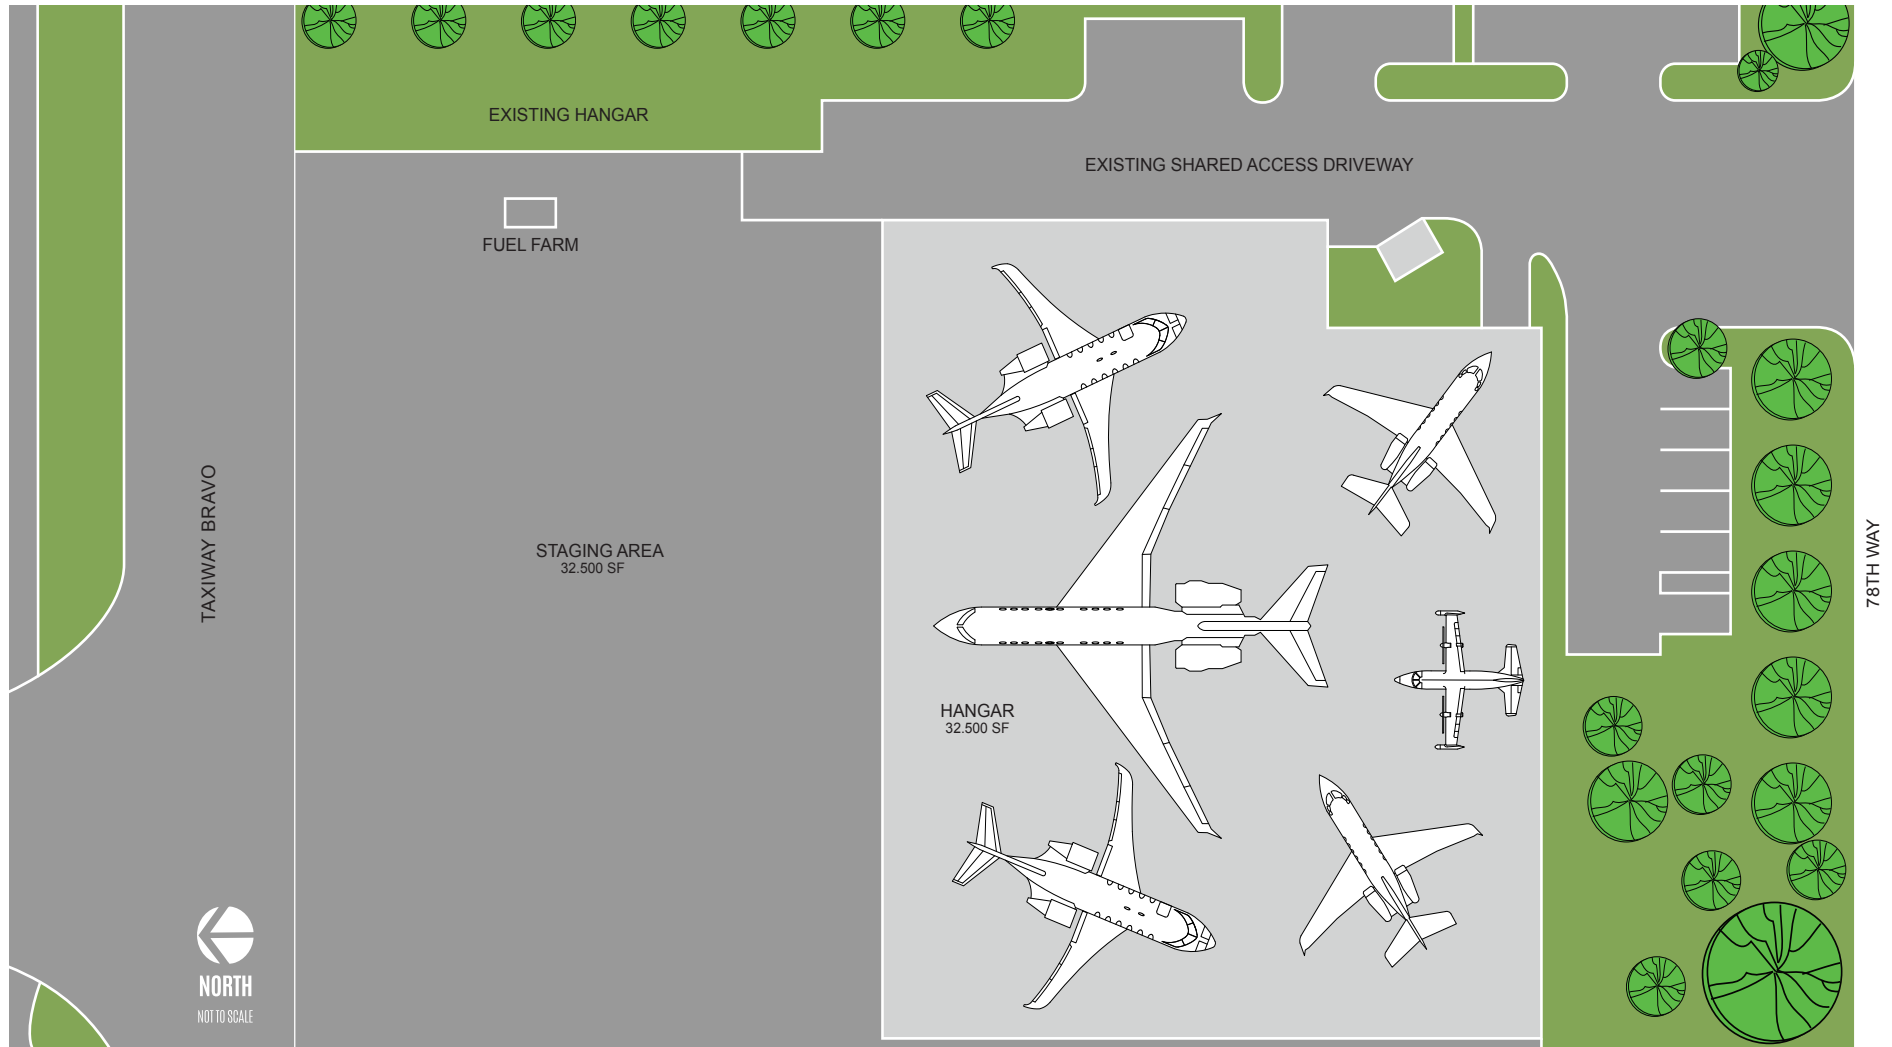 EXISTING HANGAR
EXISTING SHARED ACCESS DRIVEWAY
FUEL FARM
TAXIWAY BRAVO
STAGING AREA
32.500 SF
78TH WAY
HANGAR
32.500 SF
NORTH
NOT TO SCALE